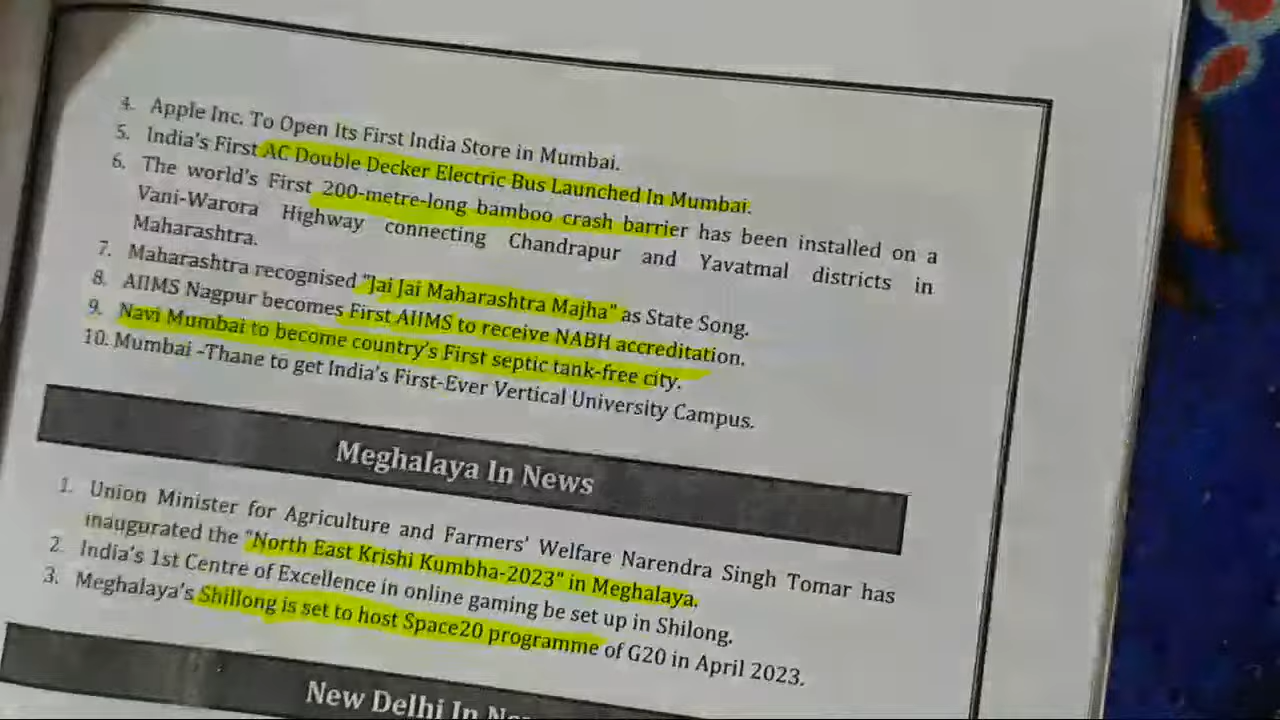 4. Apple Inc. To Open Its First India Store in Mumbai.
5. India's First AC Double Decker Electric Bus Launched In Mumbai.
6. The world's First 200-metre-long bamboo crash barrier has been installed on a
Vani-Warora Highway connecting Chandrapur and Yavatmal districts in
Maharashtra.
7. Maharashtra recognised "Jai Jai Maharashtra Majha" as State Song.
8. AIIMS Nagpur becomes First AIIMS to receive NABH accreditation.
9. Navi Mumbai to become country's First septic tank-free city.
10. Mumbai -Thane to get India's First-Ever Vertical University Campus.
Meghalaya In News
1. Union Minister for Agriculture and Farmers' Welfare Narendra Singh Tomar has
inaugurated the "North East Krishi Kumbha-2023" in Meghalaya.
2. India's 1st Centre of Excellence in online gaming be set up in Shilong.
3. Meghalaya's Shillong is set to host Space20 programme of G20 in April 2023.
New Delhi In